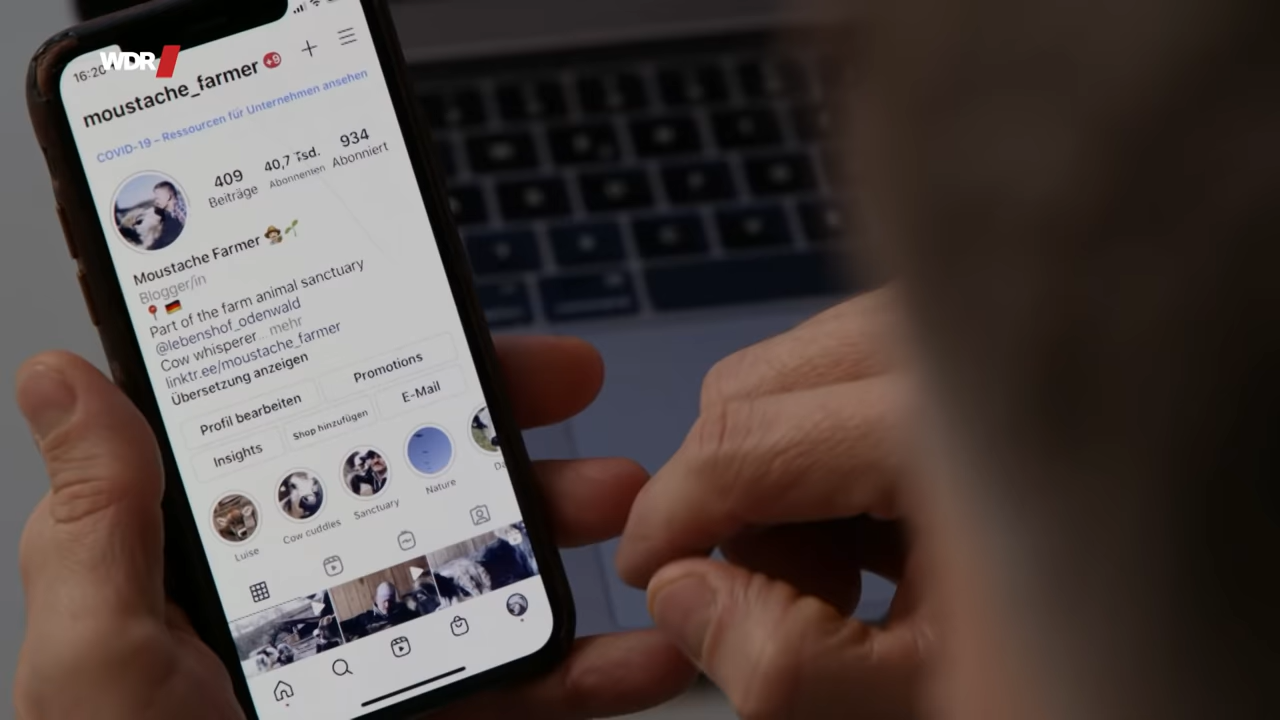 WDR
16:20
moustache_farmer +9
COVID-19 – Ressourcen für Unternehmen ansehen
409 40,7 Tsd. 934
Beiträge Abonnenten Abonniert
Moustache Farmer
Blogger/in
Part of the farm animal sanctuary
@lebenshof_odenwald
Cow whisperer... mehr
linktr.ee/moustache_farmer
Übersetzung anzeigen
Profil bearbeiten Promotions
Insights Shop hinzufügen E-Mail
Luise Cow cuddles Sanctuary Nature Da